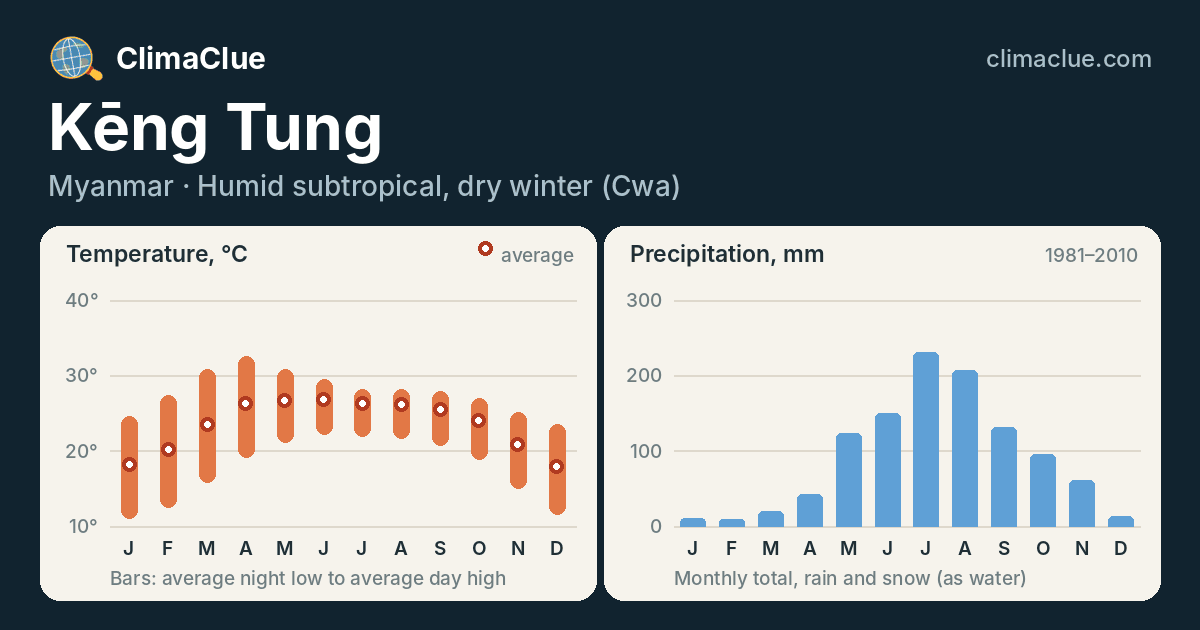 ClimaClue
climaclue.com
Kēng Tung
Myanmar · Humid subtropical, dry winter (Cwa)
Temperature, °C
average
40°
30°
20°
10°
J F M A M J J A S O N D
Bars: average night low to average day high
Precipitation, mm
1981–2010
300
200
100
0
J F M A M J J A S O N D
Monthly total, rain and snow (as water)